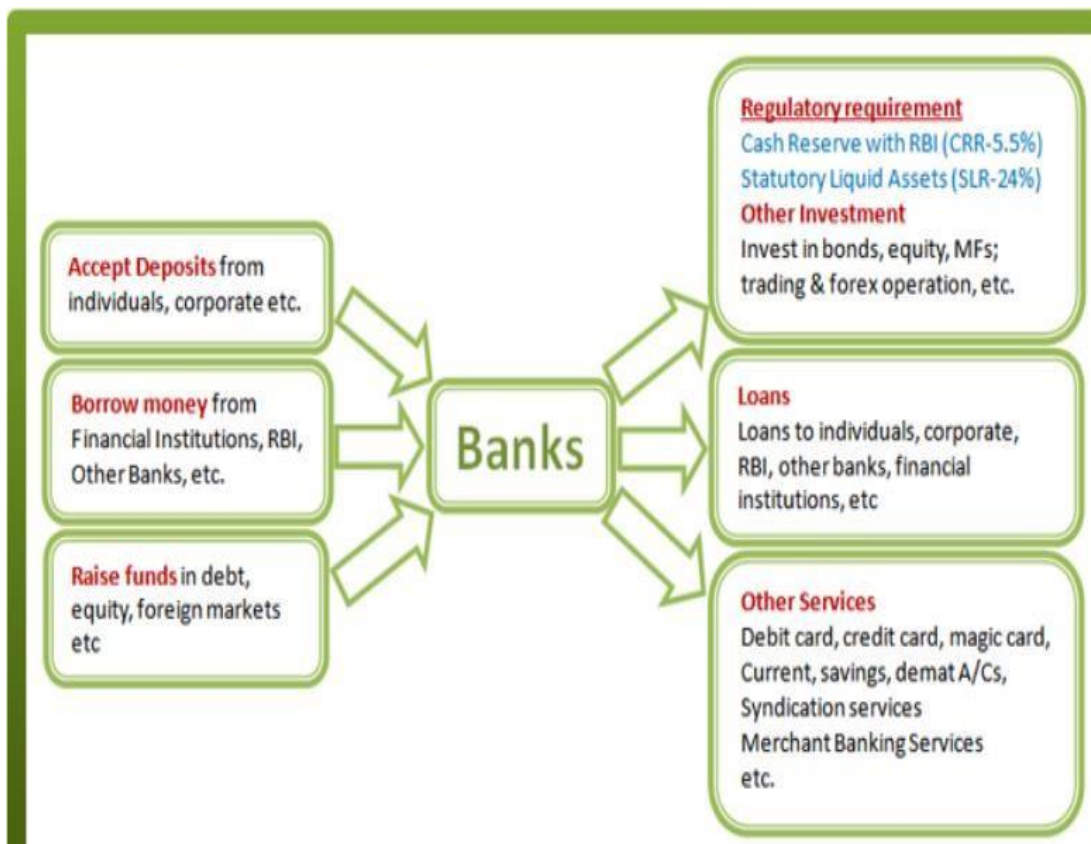 Accept Deposits from
individuals, corporate etc.
Borrow money from
Financial Institutions, RBI,
Other Banks, etc.
Raise funds in debt,
equity, foreign markets
etc
Banks
Regulatory requirement
Cash Reserve with RBI (CRR-5.5%)
Statutory Liquid Assets (SLR-24%)
Other Investment
Invest in bonds, equity, MFs;
trading & forex operation, etc.
Loans
Loans to individuals, corporate,
RBI, other banks, financial
institutions, etc
Other Services
Debit card, credit card, magic card,
Current, savings, demat A/Cs,
Syndication services
Merchant Banking Services
etc.